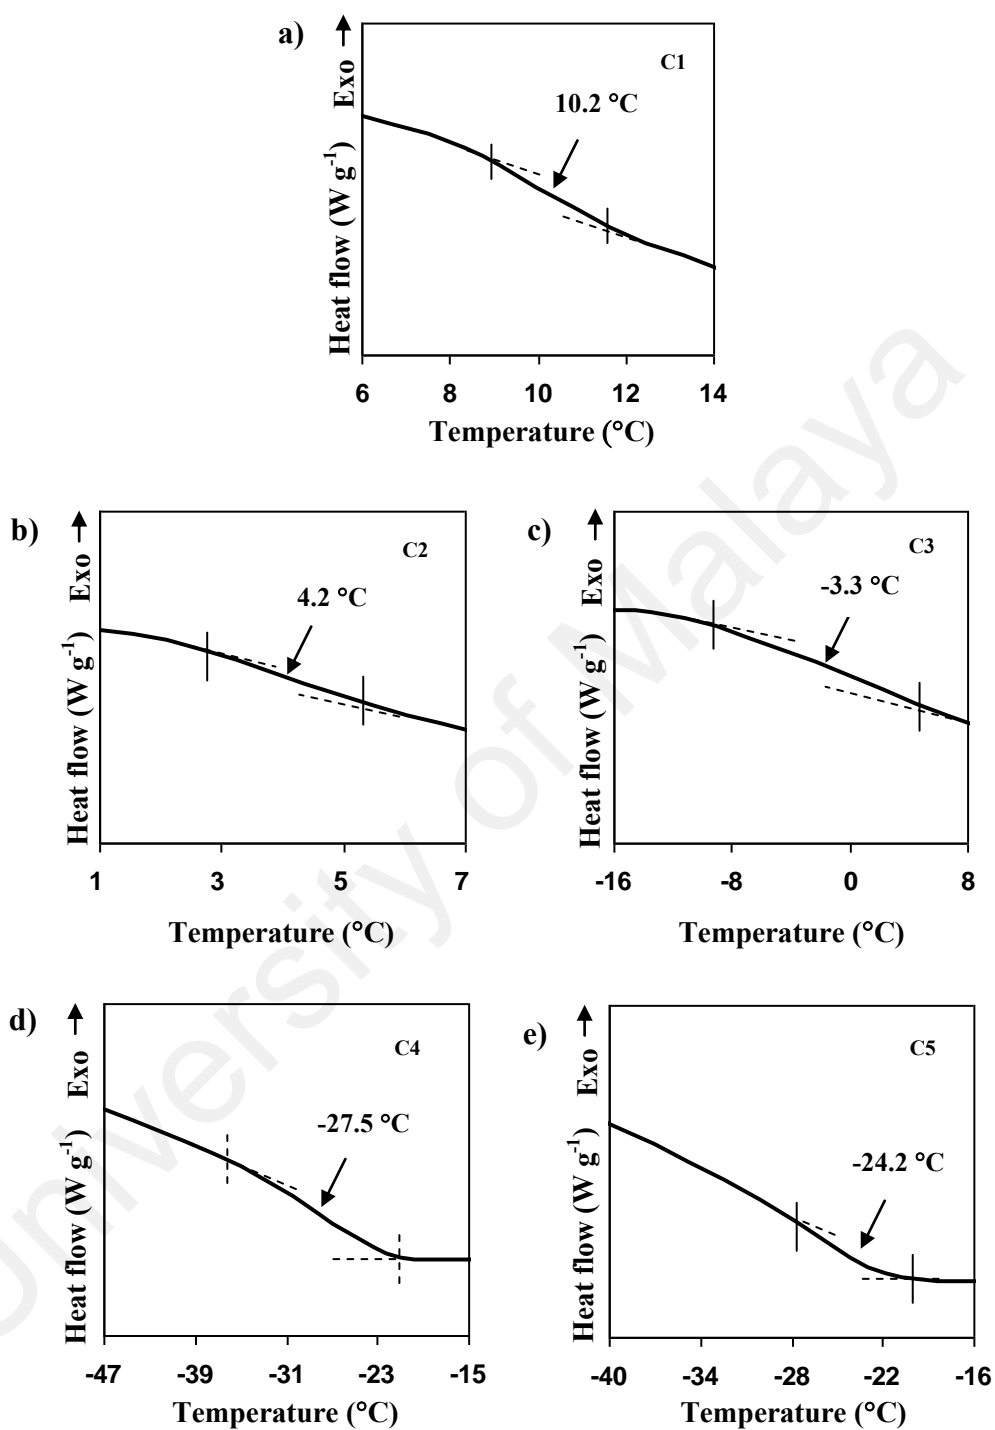 a)
Exo
C1
10.2 °C
Heat flow (W g-1)
6 8 10 12 14
Temperature (°C)
b)
Exo
C2
4.2 °C
Heat flow (W g-1)
1 3 5 7
Temperature (°C)
c)
Exo
C3
-3.3 °C
Heat flow (W g-1)
-16 -8 0 8
Temperature (°C)
d)
Exo
C4
-27.5 °C
Heat flow (W g-1)
-47 -39 -31 -23 -15
Temperature (°C)
e)
Exo
C5
-24.2 °C
Heat flow (W g-1)
-40 -34 -28 -22 -16
Temperature (°C)
University of Malaya